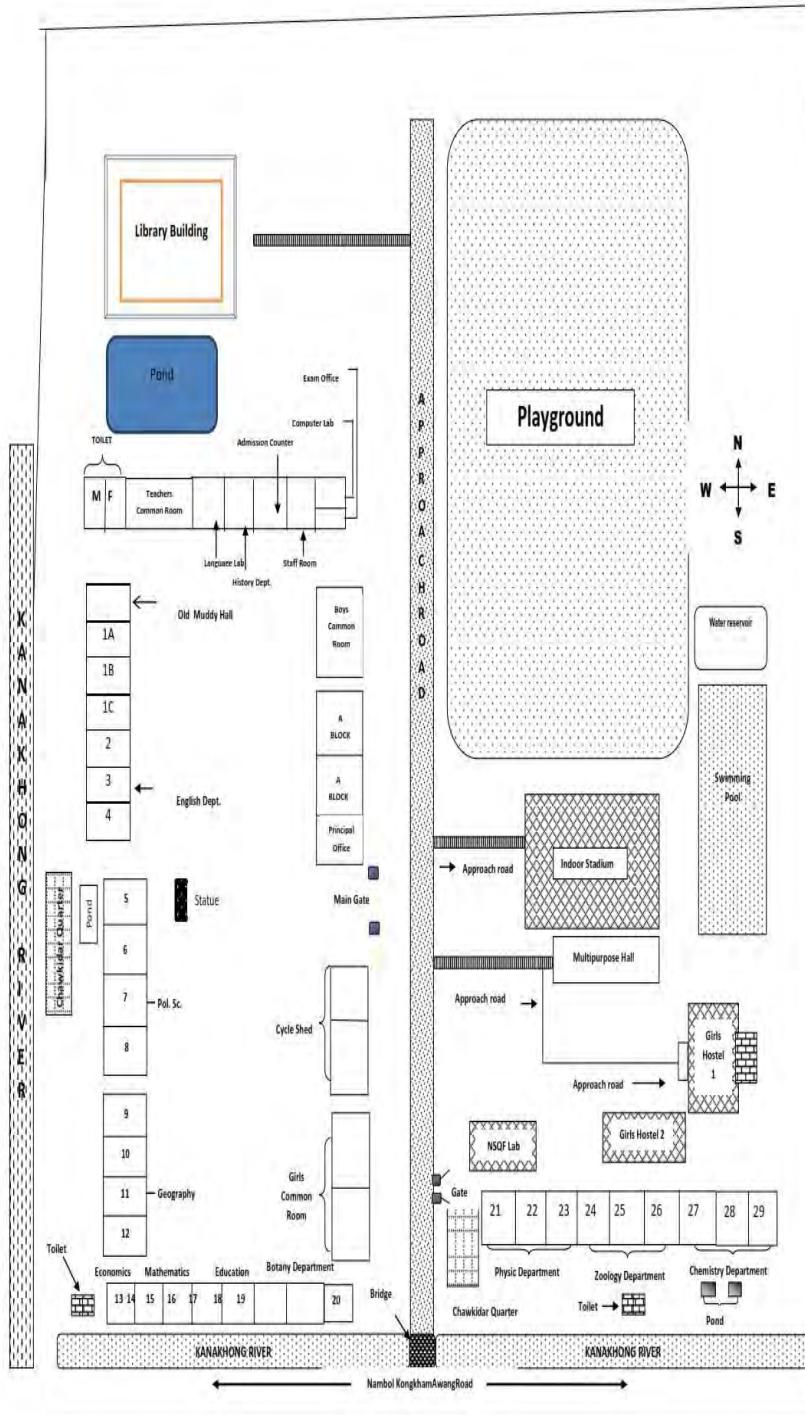 Library Building
Pond
Exam Office
Computer Lab
Admission Counter
TOILET
M F
Teachers
Common Room
Language Lab
History Dept.
Staff Room
APPROACHROAD
Playground
N
W E
S
Water reservoir
Swimming
Pool
KANAKHONG RIVER
Old Muddy Hall
1A
1B
1C
2
3
4
English Dept.
Boys
Common
Room
A
BLOCK
A
BLOCK
Principal
Office
Main Gate
Approach road
Indoor Stadium
Multipurpose Hall
Approach road
Approach road
Girls
Hostel
1
Girls Hostel 2
NSQF Lab
Gate
Chawkidar Quarter
Pond
5
6
7
8
Statue
Pol. Sc.
Cycle Shed
9
10
11
12
Geography
Girls
Common
Room
21 22 23 24 25 26 27 28 29
Physic Department
Zoology Department
Chemistry Department
Chawkidar Quarter
Toilet
Pond
Toilet
Economics Mathematics Education Botany Department
13 14 15 16 17 18 19 20
Bridge
KANAKHONG RIVER
KANAKHONG RIVER
Nambol KongkhamAwangRoad